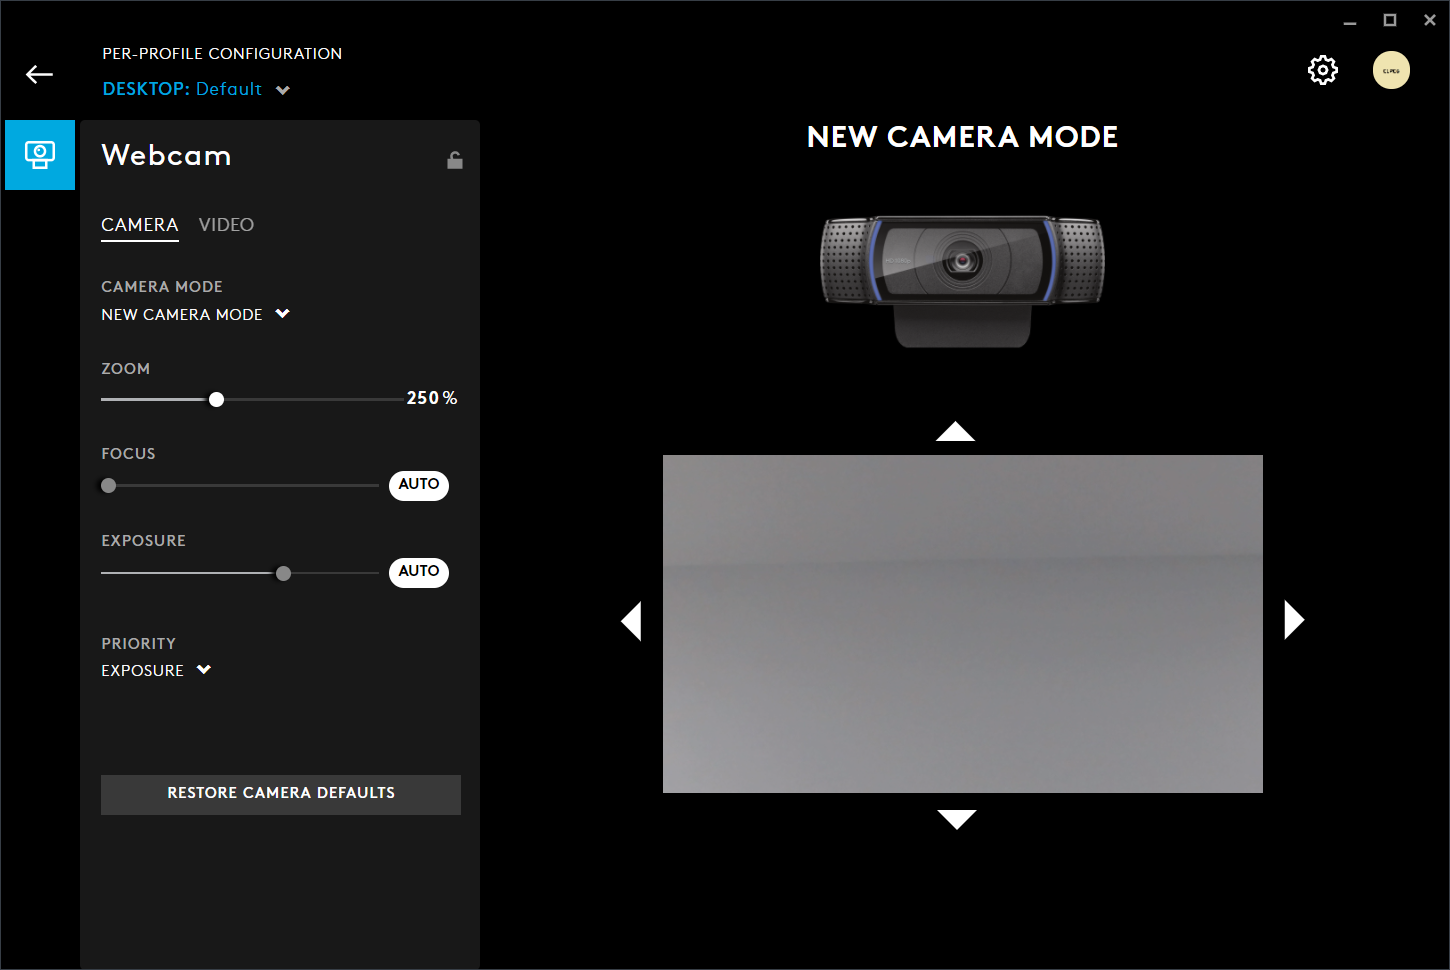 PER-PROFILE CONFIGURATION
DESKTOP: Default
Webcam
CAMERA VIDEO
CAMERA MODE
NEW CAMERA MODE
ZOOM
250 %
FOCUS
AUTO
EXPOSURE
AUTO
PRIORITY
EXPOSURE
RESTORE CAMERA DEFAULTS
NEW CAMERA MODE